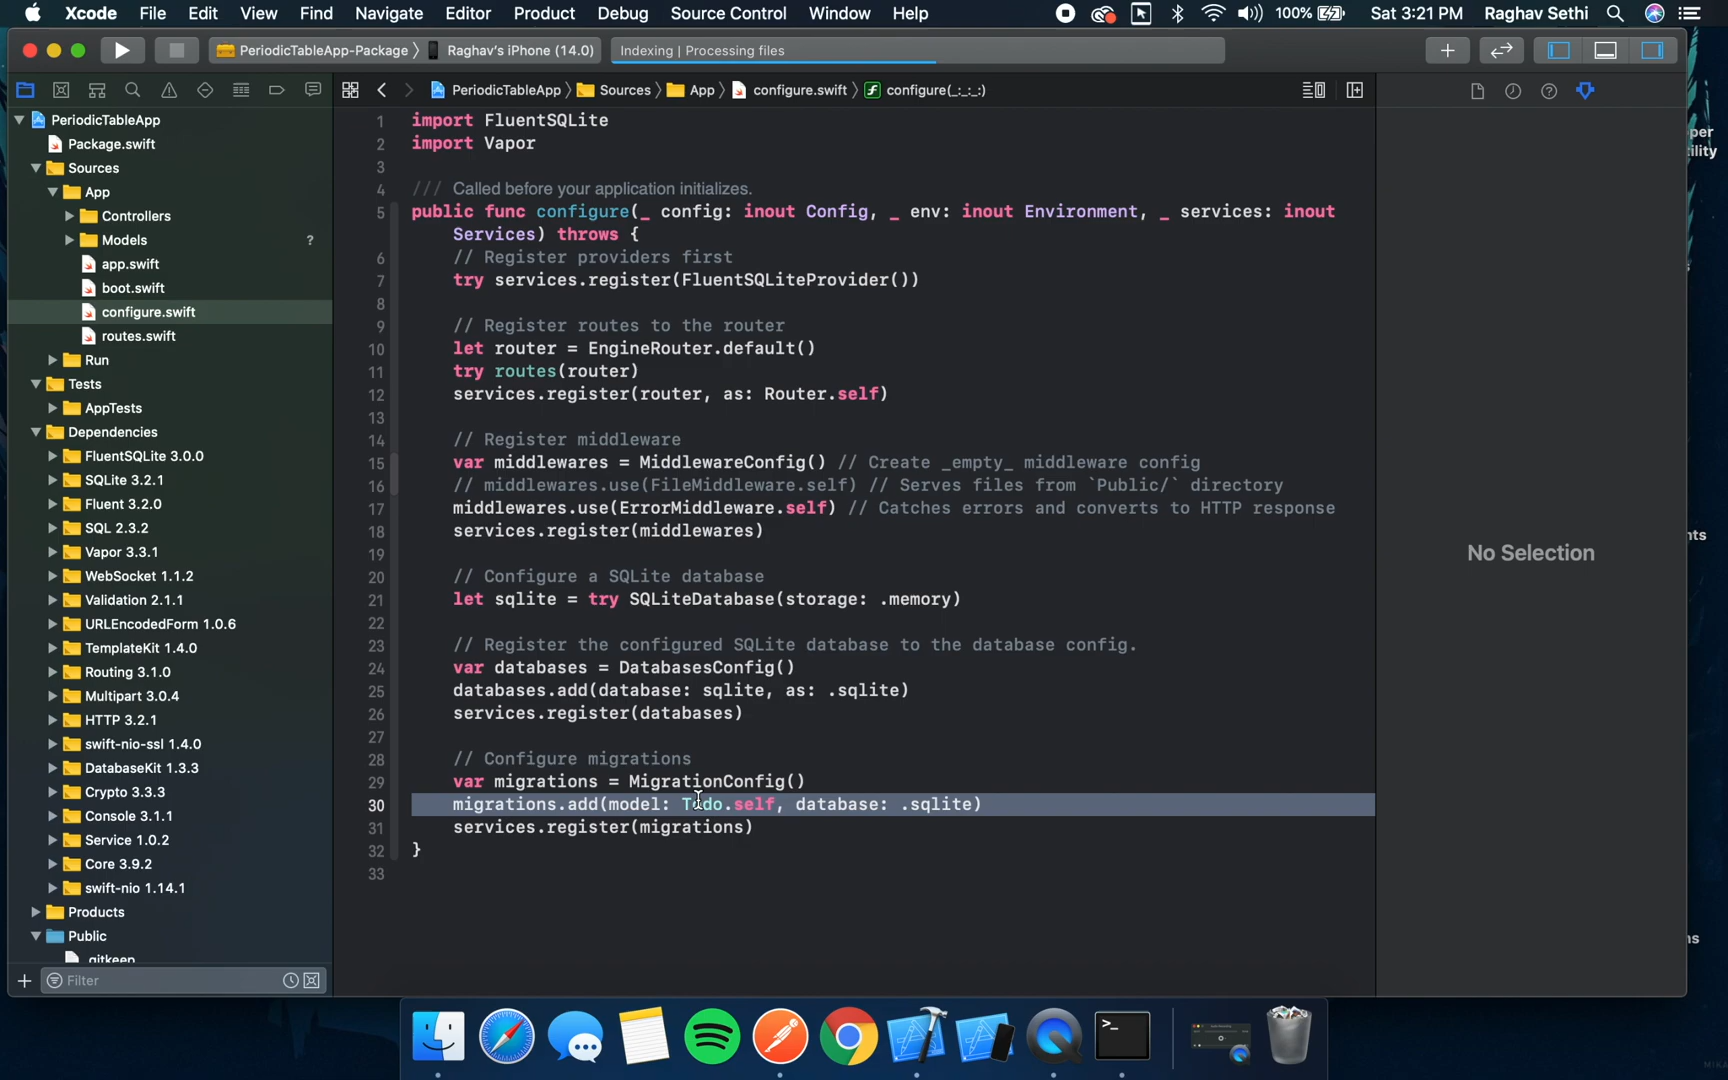 Xcode File Edit View Find Navigate Editor Product Debug Source Control Window Help 100% Sat 3:21 PM Raghav Sethi
PeriodicTableApp-Package 〉 Raghav's iPhone (14.0) Indexing | Processing files
PeriodicTableApp 〉 Sources 〉 App 〉 configure.swift 〉 f configure(_:_:_:)
PeriodicTableApp
Package.swift
Sources
App
Controllers
Models ?
app.swift
boot.swift
configure.swift
routes.swift
Run
Tests
AppTests
Dependencies
FluentSQLite 3.0.0
SQLite 3.2.1
Fluent 3.2.0
SQL 2.3.2
Vapor 3.3.1
WebSocket 1.1.2
Validation 2.1.1
URLEncodedForm 1.0.6
TemplateKit 1.4.0
Routing 3.1.0
Multipart 3.0.4
HTTP 3.2.1
swift-nio-ssl 1.4.0
DatabaseKit 1.3.3
Crypto 3.3.3
Console 3.1.1
Service 1.0.2
Core 3.9.2
swift-nio 1.14.1
Products
Public
.gitkeep
Filter
1 import FluentSQLite
2 import Vapor
3
4 /// Called before your application initializes.
5 public func configure(_ config: inout Config, _ env: inout Environment, _ services: inout
Services) throws {
6 // Register providers first
7 try services.register(FluentSQLiteProvider())
8
9 // Register routes to the router
10 let router = EngineRouter.default()
11 try routes(router)
12 services.register(router, as: Router.self)
13
14 // Register middleware
15 var middlewares = MiddlewareConfig() // Create _empty_ middleware config
16 // middlewares.use(FileMiddleware.self) // Serves files from `Public/` directory
17 middlewares.use(ErrorMiddleware.self) // Catches errors and converts to HTTP response
18 services.register(middlewares)
19
20 // Configure a SQLite database
21 let sqlite = try SQLiteDatabase(storage: .memory)
22
23 // Register the configured SQLite database to the database config.
24 var databases = DatabasesConfig()
25 databases.add(database: sqlite, as: .sqlite)
26 services.register(databases)
27
28 // Configure migrations
29 var migrations = MigrationConfig()
30 migrations.add(model: Todo.self, database: .sqlite)
31 services.register(migrations)
32 }
33
No Selection